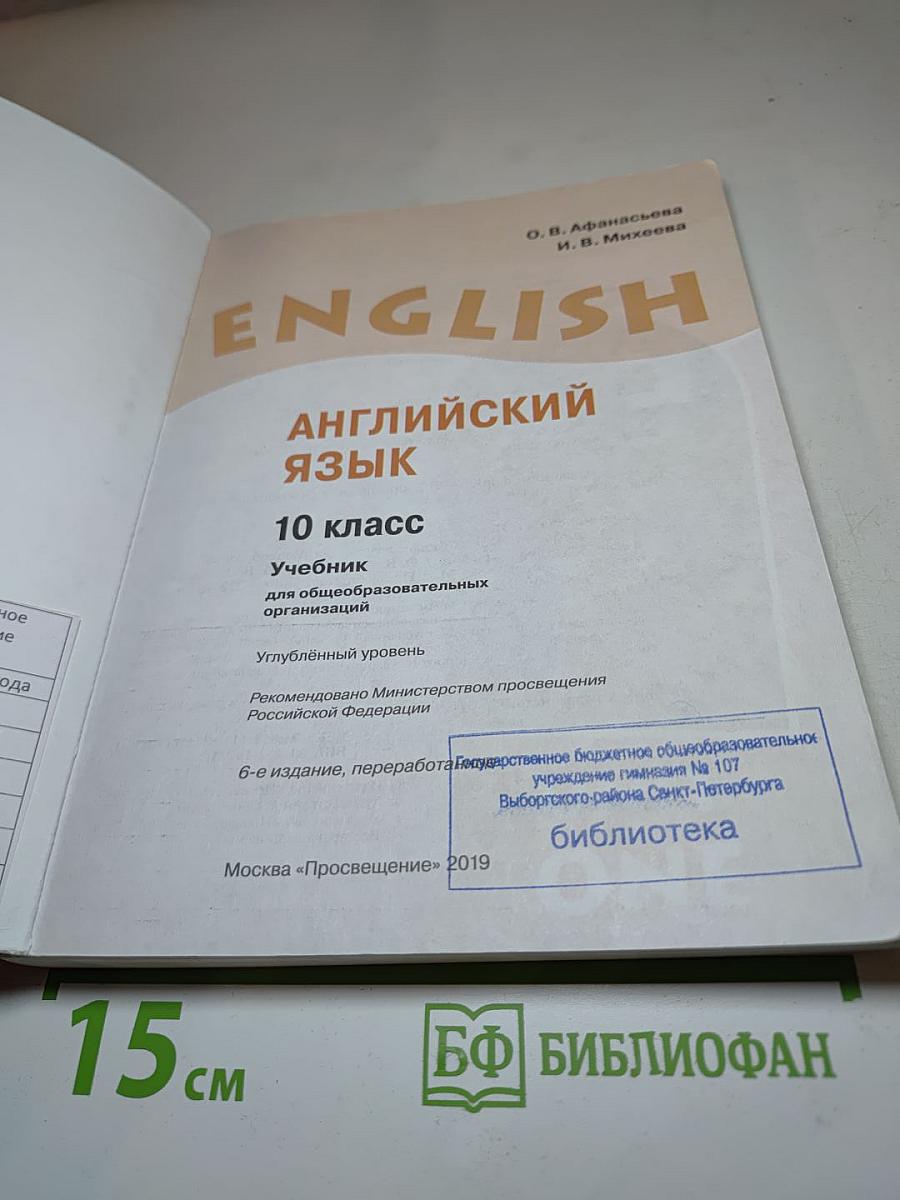 О. В. Афанасьева
И. В. Михеева
ENGLISH
АНГЛИЙСКИЙ
ЯЗЫК
10 класс
Учебник
для общеобразовательных
организаций
Углублённый уровень
Рекомендовано Министерством просвещения
Российской Федерации
6-е издание, переработанное
Государственное бюджетное общеобразовательное
учреждение гимназия № 107
Выборгского района Санкт-Петербурга
библиотека
Москва «Просвещение» 2019
ONE
15 см
БФ БИБЛИОФАН